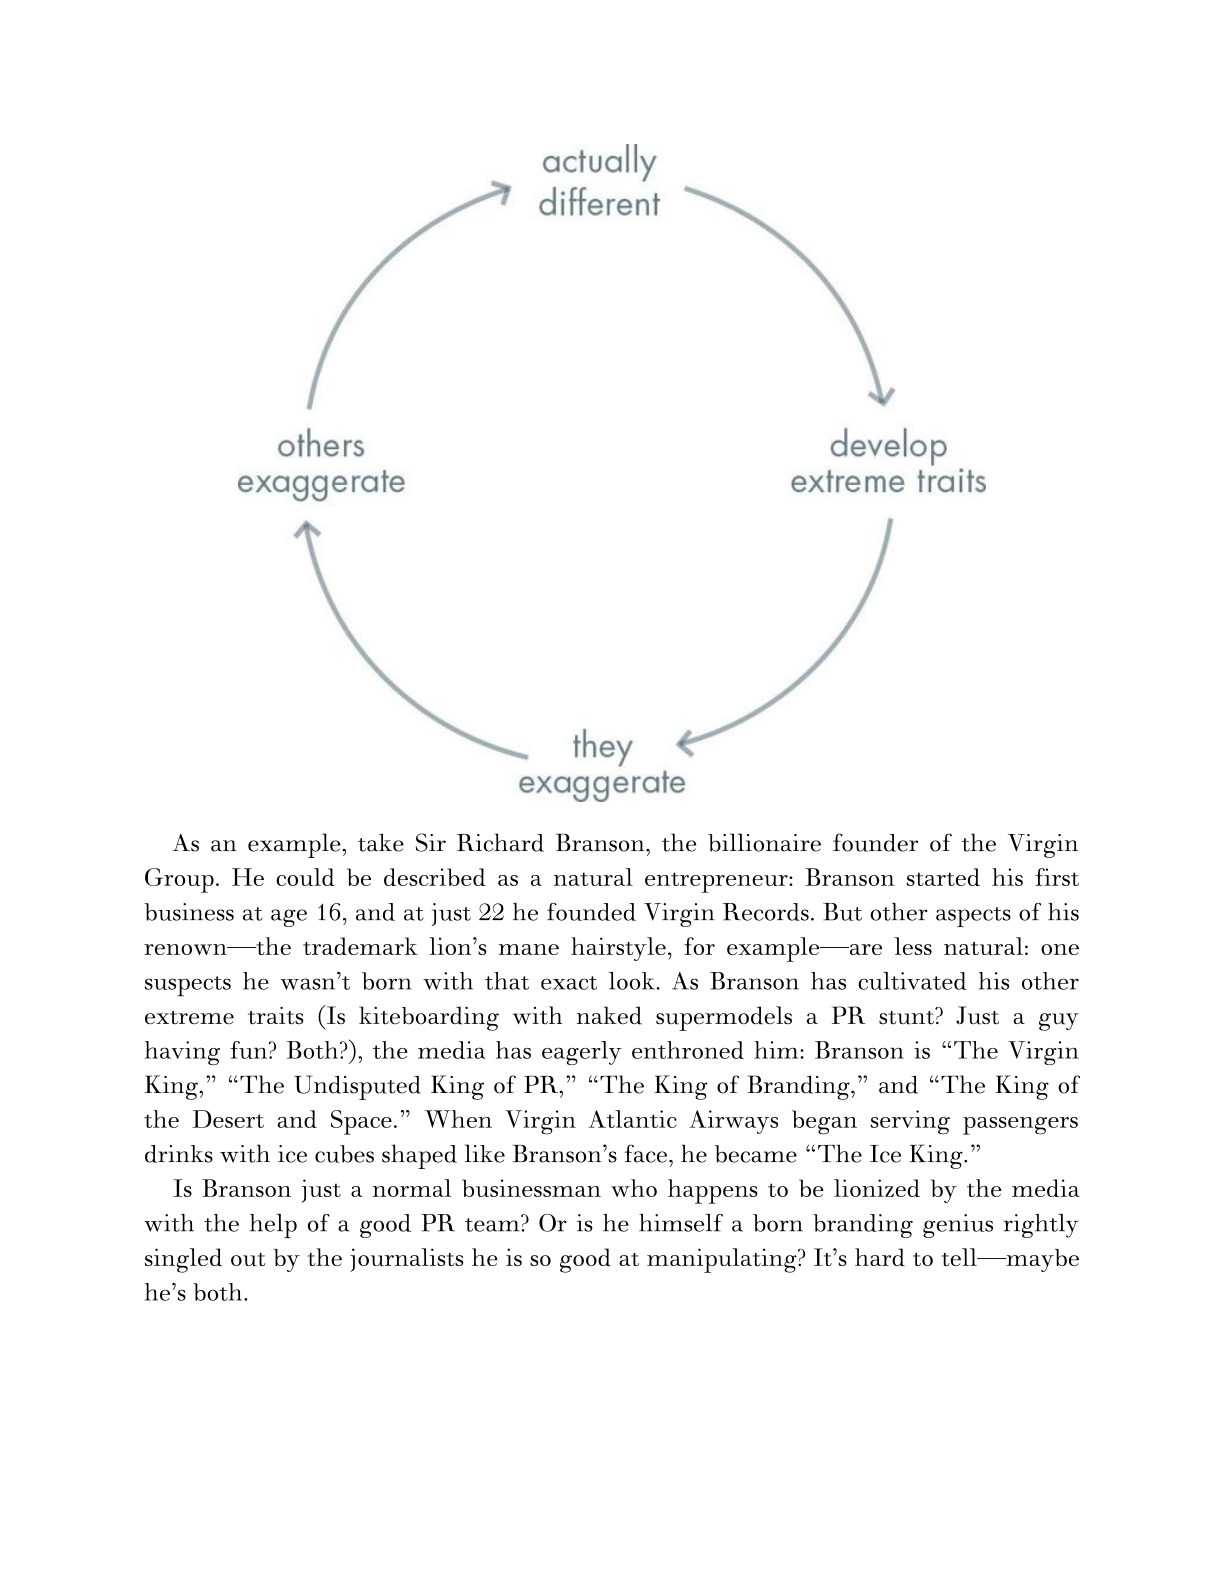 actually
different
others
exaggerate
develop
extreme traits
they
exaggerate
As an example, take Sir Richard Branson, the billionaire founder of the Virgin
Group. He could be described as a natural entrepreneur: Branson started his first
business at age 16, and at just 22 he founded Virgin Records. But other aspects of his
renown—the trademark lion’s mane hairstyle, for example—are less natural: one
suspects he wasn’t born with that exact look. As Branson has cultivated his other
extreme traits (Is kiteboarding with naked supermodels a PR stunt? Just a guy
having fun? Both?), the media has eagerly enthroned him: Branson is “The Virgin
King,” “The Undisputed King of PR,” “The King of Branding,” and “The King of
the Desert and Space.” When Virgin Atlantic Airways began serving passengers
drinks with ice cubes shaped like Branson’s face, he became “The Ice King.”
Is Branson just a normal businessman who happens to be lionized by the media
with the help of a good PR team? Or is he himself a born branding genius rightly
singled out by the journalists he is so good at manipulating? It’s hard to tell—maybe
he’s both.